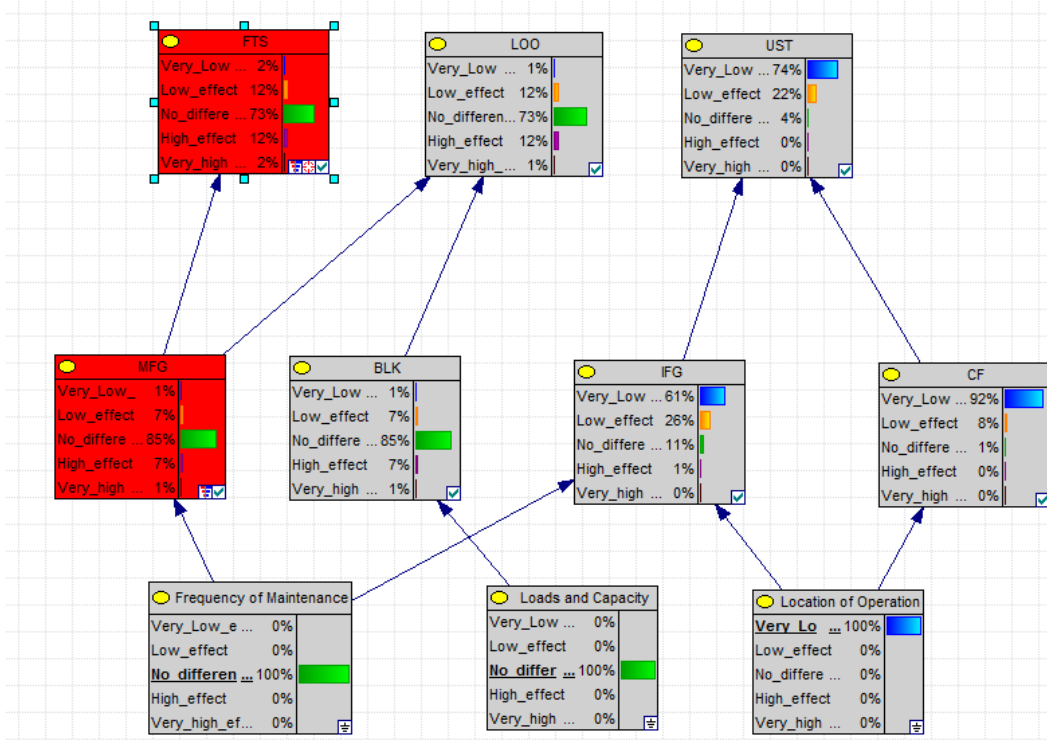 FTS
Very_Low ... 2%
Low_effect 12%
No_differe... 73%
High_effect 12%
Very_high ... 2%
LOO
Very_Low ... 1%
Low_effect 12%
No_differen... 73%
High_effect 12%
Very_high_... 1%
UST
Very_Low ... 74%
Low_effect 22%
No_differe ... 4%
High_effect 0%
Very_high ... 0%
MFG
Very_Low_ 1%
Low_effect 7%
No_differe ... 85%
High_effect 7%
Very_high ... 1%
BLK
Very_Low ... 1%
Low_effect 7%
No_differe ... 85%
High_effect 7%
Very_high ... 1%
IFG
Very_Low ... 61%
Low_effect 26%
No_differe ... 11%
High_effect 1%
Very_high ... 0%
CF
Very_Low ... 92%
Low_effect 8%
No_differe ... 1%
High_effect 0%
Very_high ... 0%
Frequency of Maintenance
Very_Low_e ... 0%
Low_effect 0%
No_differen ... 100%
High_effect 0%
Very_high_ef... 0%
Loads and Capacity
Very_Low ... 0%
Low_effect 0%
No_differ ... 100%
High_effect 0%
Very_high ... 0%
Location of Operation
Very_Lo ... 100%
Low_effect 0%
No_differe ... 0%
High_effect 0%
Very_high ... 0%